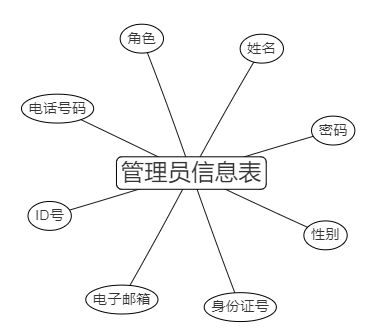 角色
姓名
电话号码
密码
管理员信息表
ID号
性别
电子邮箱
身份证号